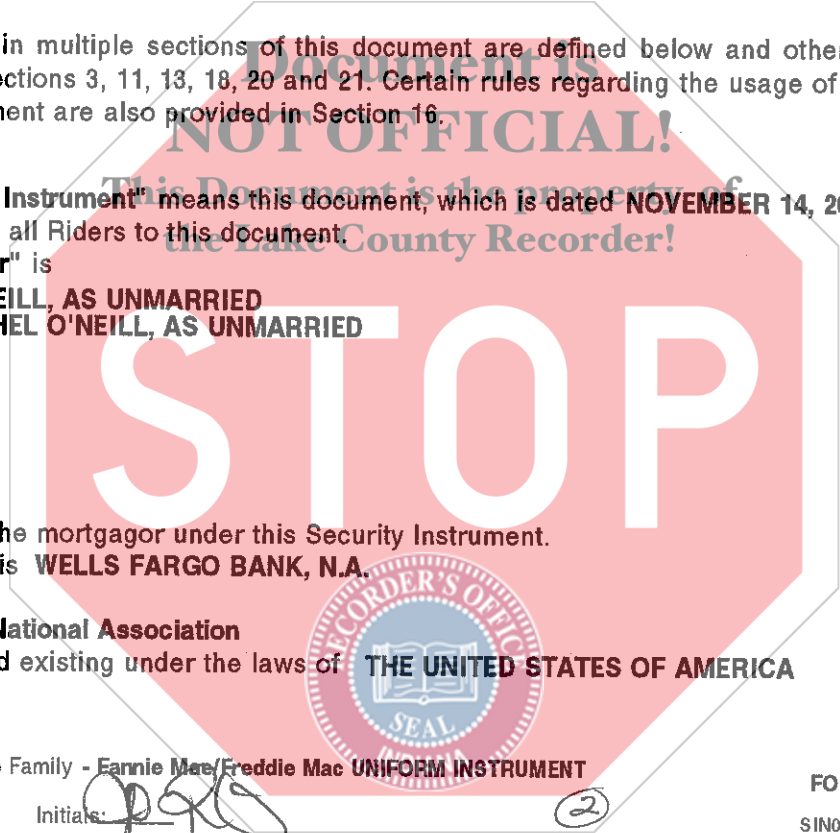 in multiple sections of this document are defined below and othe
ctions 3, 11, 13, 18, 20 and 21. Certain rules regarding the usage of
ent are also provided in Section 16.
Document is
NOT OFFICIAL!
This Document is the property of
the Lake County Recorder!
Instrument" means this document, which is dated NOVEMBER 14, 20
all Riders to this document.
r" is
EILL, AS UNMARRIED
HEL O'NEILL, AS UNMARRIED
STOP
he mortgagor under this Security Instrument.
is WELLS FARGO BANK, N.A.
National Association
d existing under the laws of THE UNITED STATES OF AMERICA
RECORDER'S OFFICE
SEAL
INDIANA
Family - Fannie Mae/Freddie Mac UNIFORM INSTRUMENT
Initials:
2
FO
SING